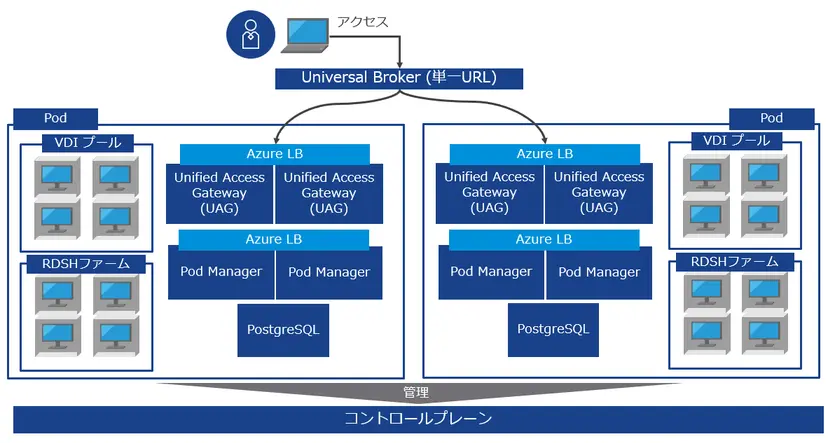 アクセス
Universal Broker (単一URL)
Pod
VDI プール
RDSHファーム
Azure LB
Unified Access
Gateway
(UAG)
Unified Access
Gateway
(UAG)
Azure LB
Pod Manager
Pod Manager
PostgreSQL
Pod
Azure LB
Unified Access
Gateway
(UAG)
Unified Access
Gateway
(UAG)
Azure LB
Pod Manager
Pod Manager
PostgreSQL
VDI プール
RDSHファーム
管理
コントロールプレーン